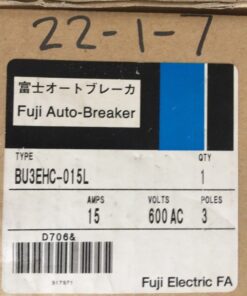 22-1-7
富士オートブレーカ
Fuji Auto-Breaker
TYPE QTY
BU3EHC-015L 1
AMPS VOLTS POLES
15 600 AC 3
D706&
Fuji Electric FA